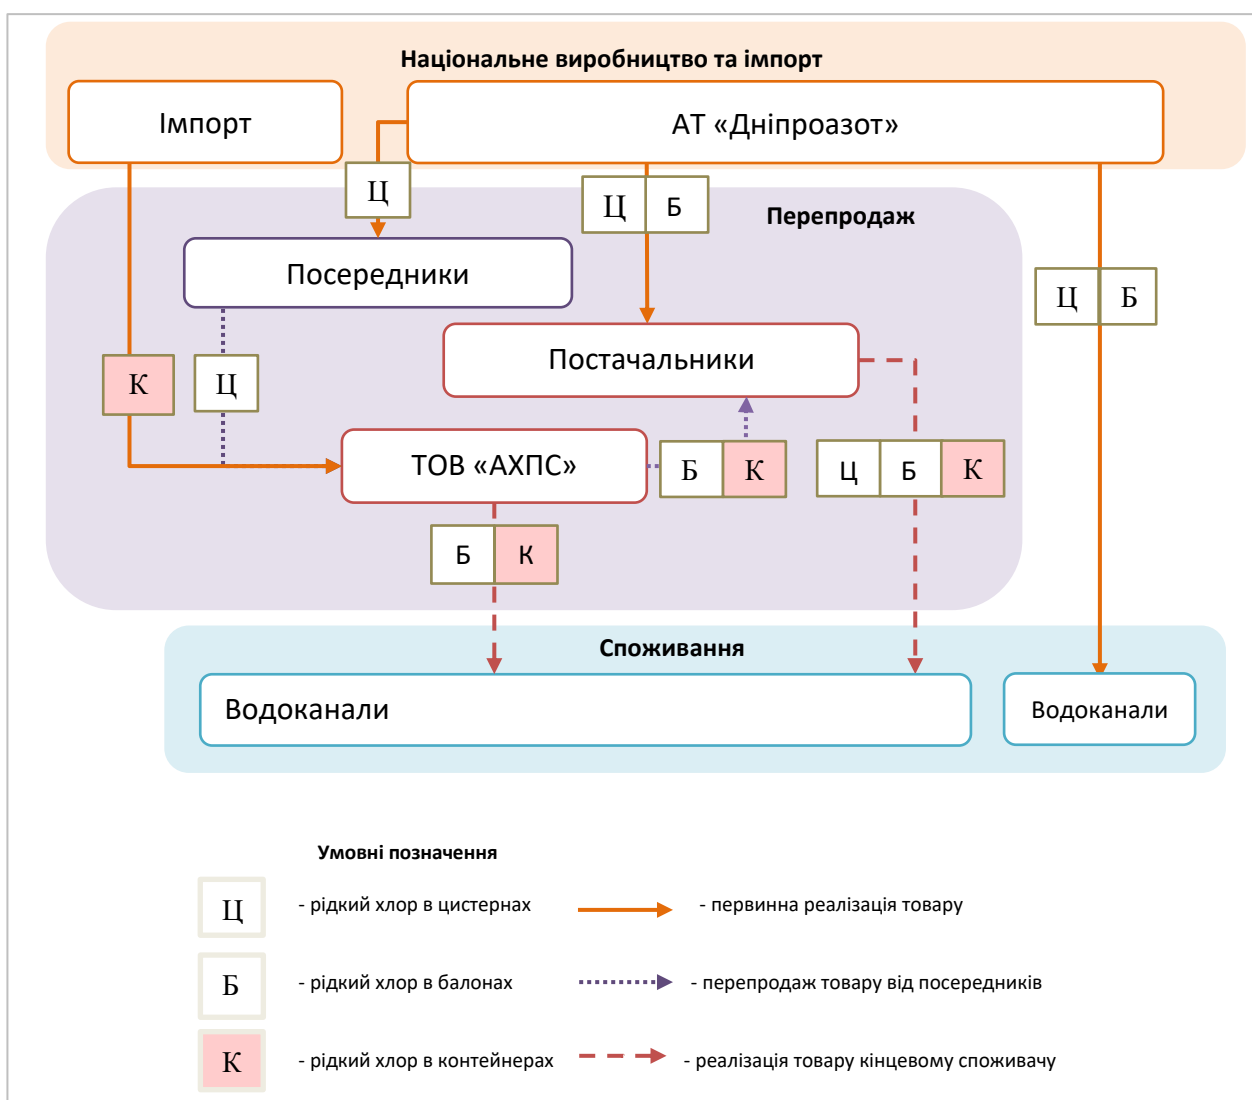 Національне виробництво та імпорт
Імпорт
АТ «Дніпроазот»
Ц
Ц Б
Перепродаж
Посередники
Ц Б
Постачальники
К
Ц
ТОВ «АХПС»
Б К
Ц Б К
Б К
Споживання
Водоканали
Водоканали
Умовні позначення
Ц - рідкий хлор в цистернах - первинна реалізація товару
Б - рідкий хлор в балонах - перепродаж товару від посередників
К - рідкий хлор в контейнерах - реалізація товару кінцевому споживачу